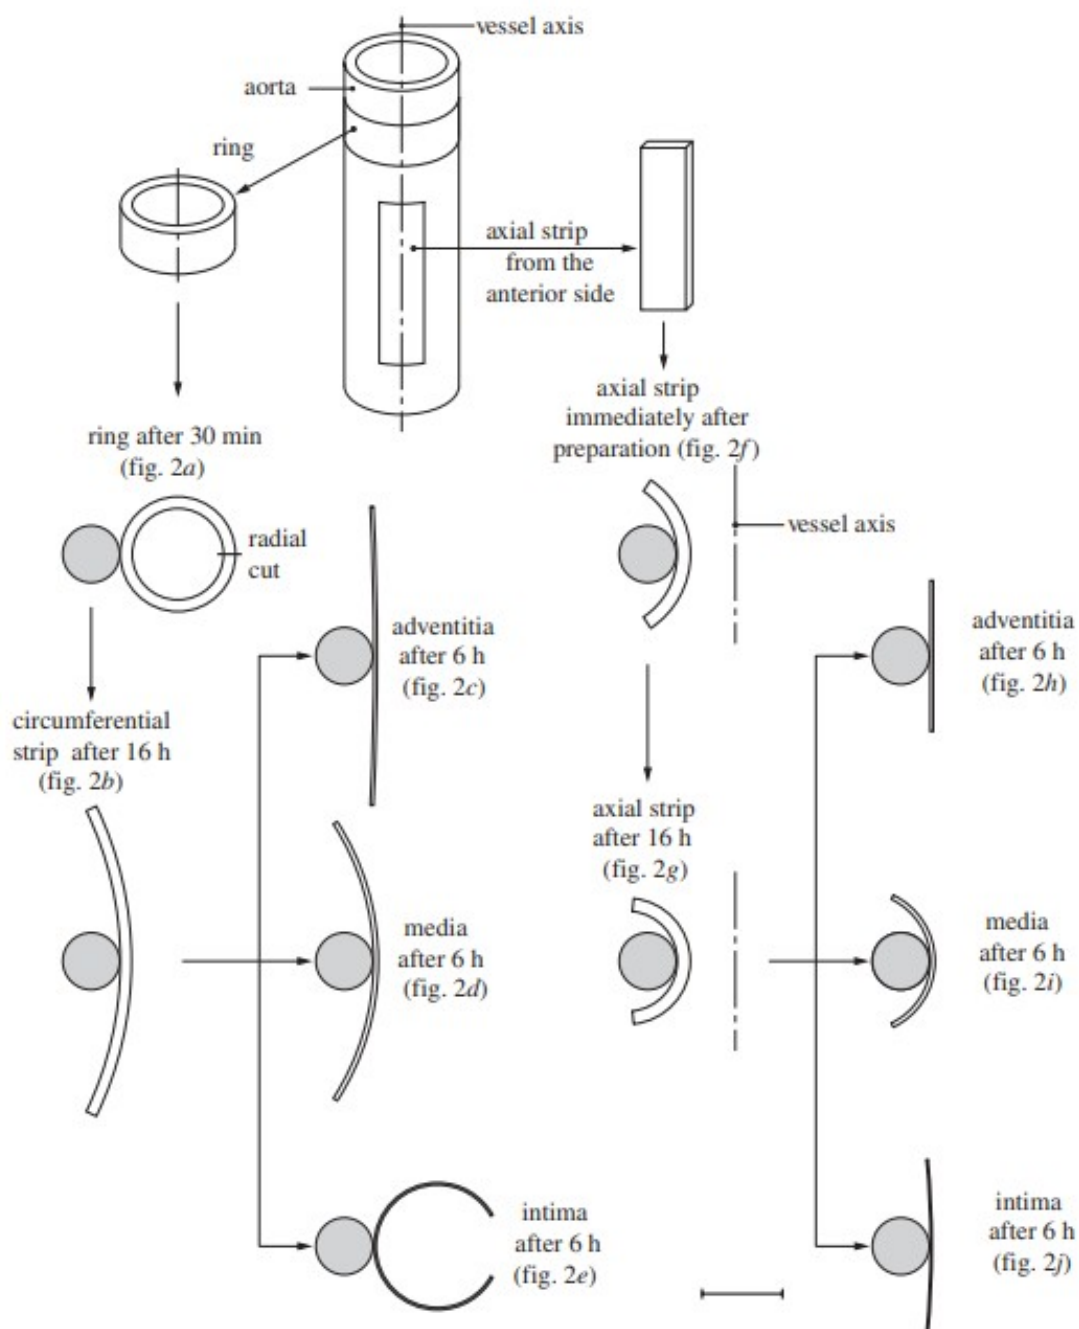 vessel axis
aorta
ring
axial strip
from the
anterior side
ring after 30 min
(fig. 2a)
axial strip
immediately after
preparation (fig. 2f)
vessel axis
radial
cut
adventitia
after 6 h
(fig. 2c)
adventitia
after 6 h
(fig. 2h)
circumferential
strip after 16 h
(fig. 2b)
axial strip
after 16 h
(fig. 2g)
media
after 6 h
(fig. 2d)
media
after 6 h
(fig. 2i)
intima
after 6 h
(fig. 2e)
intima
after 6 h
(fig. 2j)